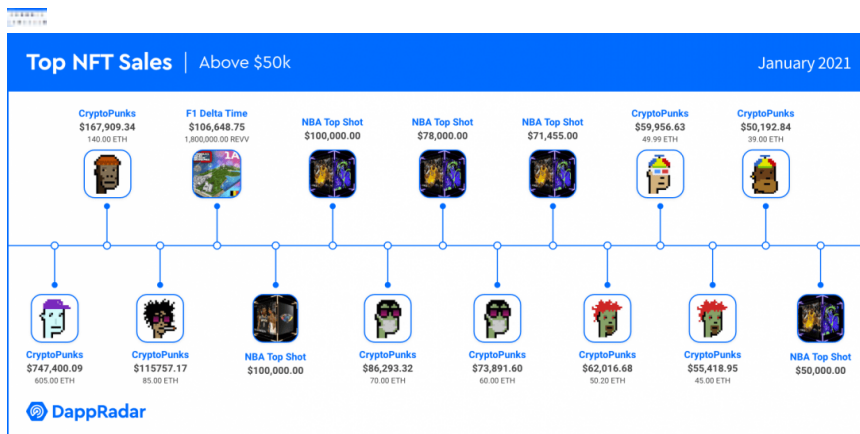 Top NFT Sales | Above $50k
January 2021
CryptoPunks
$167,909.34
140.00 ETH
F1 Delta Time
$106,648.75
1,800,000.00 REVV
1A
NBA Top Shot
$100,000.00
NBA Top Shot
$78,000.00
NBA Top Shot
$71,455.00
CryptoPunks
$59,956.63
49.99 ETH
CryptoPunks
$50,192.84
39.00 ETH
CryptoPunks
$747,400.09
605.00 ETH
CryptoPunks
$115757.17
85.00 ETH
NBA Top Shot
$100,000.00
CryptoPunks
$86,293.32
70.00 ETH
CryptoPunks
$73,891.60
60.00 ETH
CryptoPunks
$62,016.68
50.20 ETH
CryptoPunks
$55,418.95
45.00 ETH
NBA Top Shot
$50,000.00
DappRadar